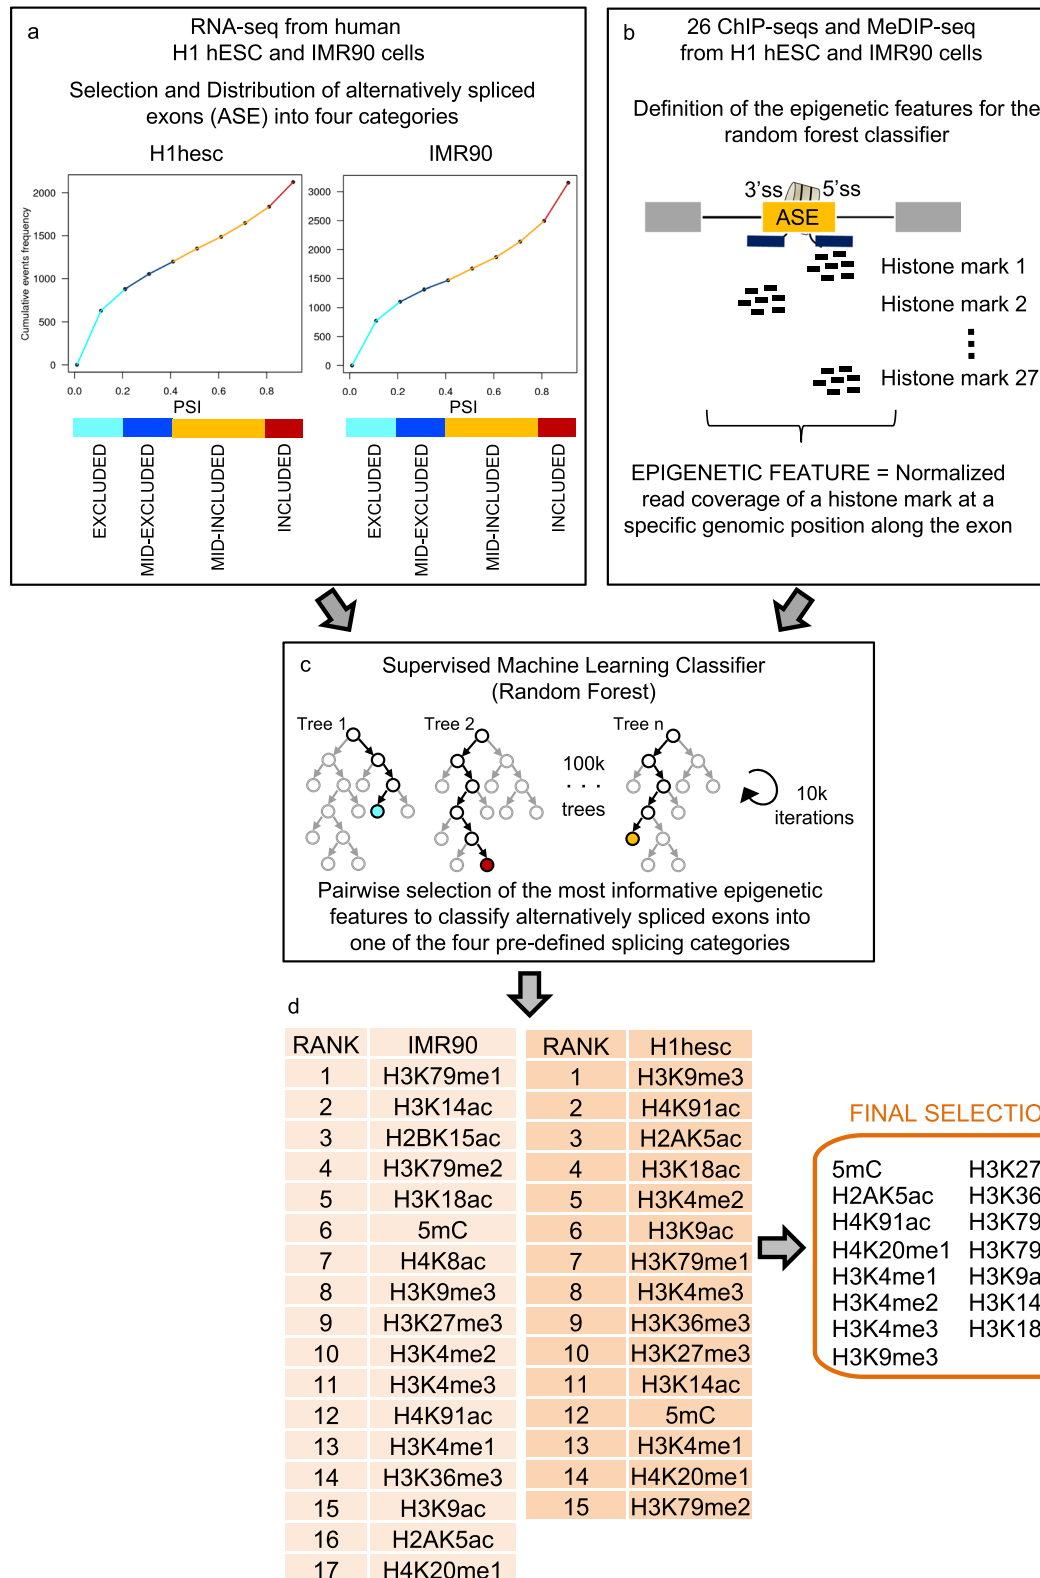 a
RNA-seq from human
H1 hESC and IMR90 cells
Selection and Distribution of alternatively spliced
exons (ASE) into four categories
H1hesc
IMR90
Cumulative events frequency
2000
1500
1000
500
0
0.0 0.2 0.4 0.6 0.8
PSI
3000
2500
2000
1500
1000
500
0
0.0 0.2 0.4 0.6 0.8
PSI
EXCLUDED
MID-EXCLUDED
MID-INCLUDED
INCLUDED
EXCLUDED
MID-EXCLUDED
MID-INCLUDED
INCLUDED
b
26 ChIP-seqs and MeDIP-seq
from H1 hESC and IMR90 cells
Definition of the epigenetic features for the
random forest classifier
3'ss 5'ss
ASE
Histone mark 1
Histone mark 2
Histone mark 27
EPIGENETIC FEATURE = Normalized
read coverage of a histone mark at a
specific genomic position along the exon
c
Supervised Machine Learning Classifier
(Random Forest)
Tree 1
Tree 2
Tree n
100k
. . .
trees
10k
iterations
Pairwise selection of the most informative epigenetic
features to classify alternatively spliced exons into
one of the four pre-defined splicing categories
d
RANK IMR90
1 H3K79me1
2 H3K14ac
3 H2BK15ac
4 H3K79me2
5 H3K18ac
6 5mC
7 H4K8ac
8 H3K9me3
9 H3K27me3
10 H3K4me2
11 H3K4me3
12 H4K91ac
13 H3K4me1
14 H3K36me3
15 H3K9ac
16 H2AK5ac
17 H4K20me1
RANK H1hesc
1 H3K9me3
2 H4K91ac
3 H2AK5ac
4 H3K18ac
5 H3K4me2
6 H3K9ac
7 H3K79me1
8 H3K4me3
9 H3K36me3
10 H3K27me3
11 H3K14ac
12 5mC
13 H3K4me1
14 H4K20me1
15 H3K79me2
FINAL SELECTIO
5mC H3K27
H2AK5ac H3K36
H4K91ac H3K79
H4K20me1 H3K79
H3K4me1 H3K9a
H3K4me2 H3K14
H3K4me3 H3K18
H3K9me3